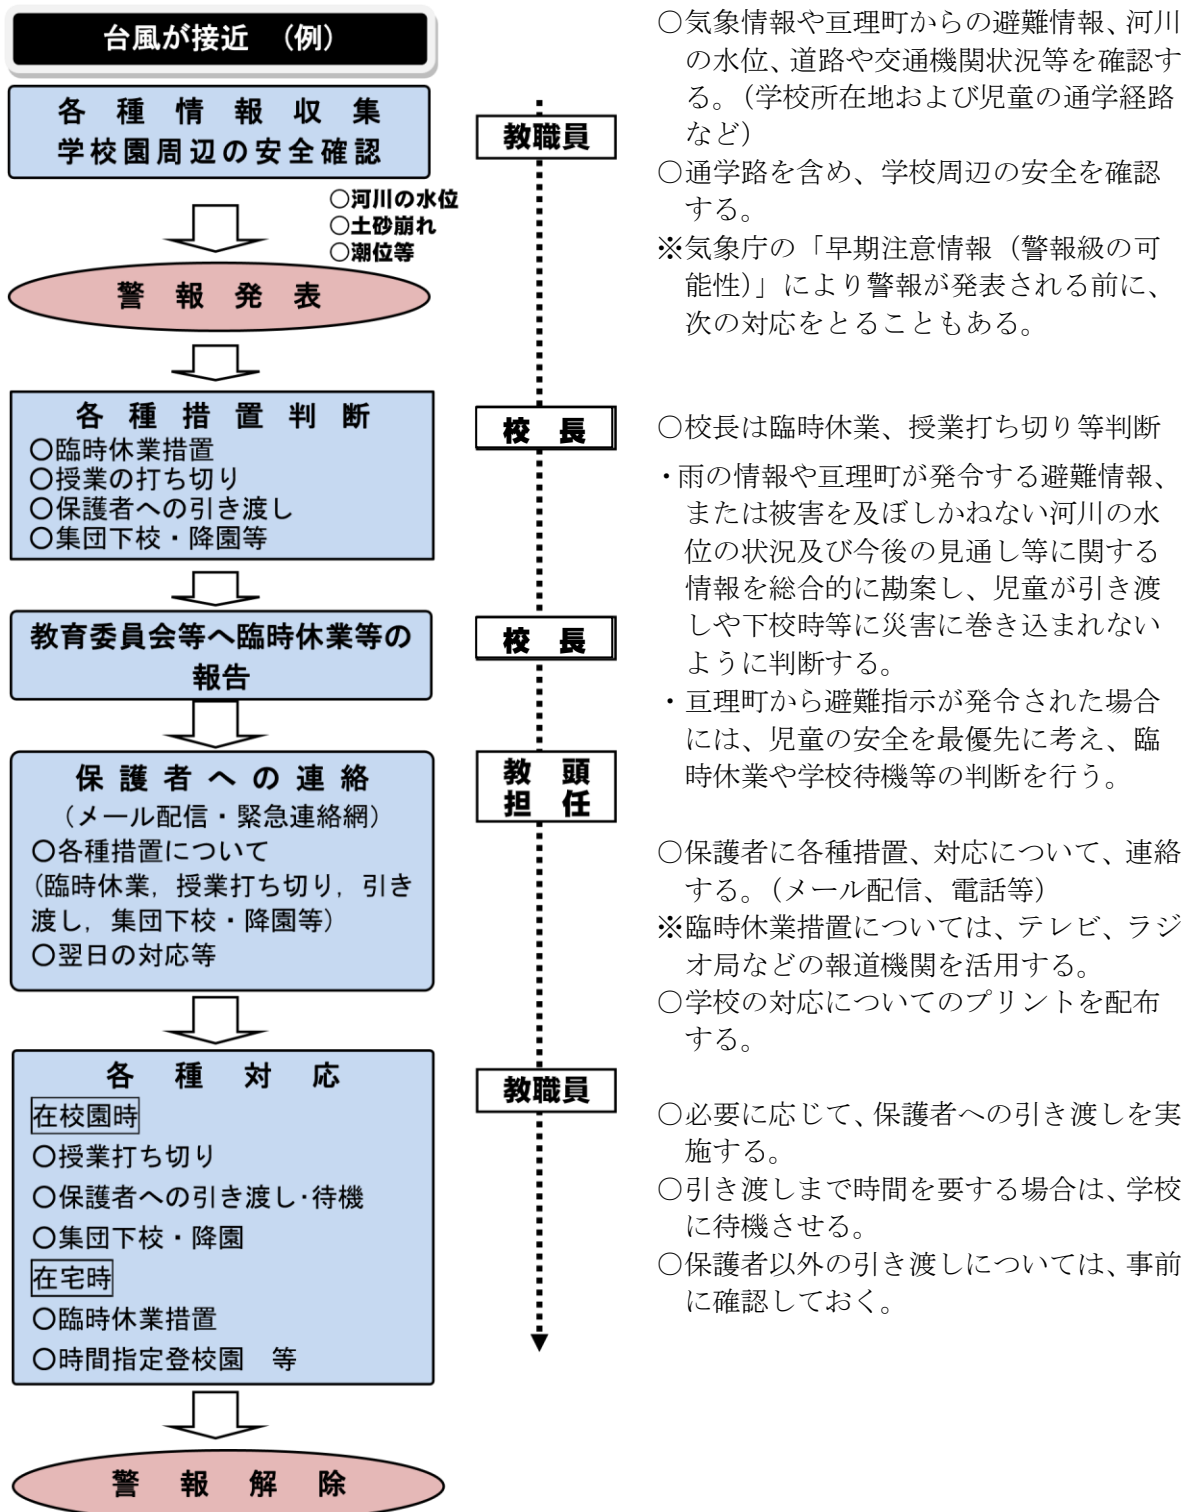 台風が接近　（例）
各種情報収集
学校園周辺の安全確認
○河川の水位
○土砂崩れ
○潮位等
警報発表
各種措置判断
○臨時休業措置
○授業の打ち切り
○保護者への引き渡し
○集団下校・降園等
教育委員会等へ臨時休業等の
報告
保護者への連絡
（メール配信・緊急連絡網）
○各種措置について
(臨時休業，授業打ち切り，引き
渡し，集団下校・降園等）
○翌日の対応等
各種対応
在校園時
○授業打ち切り
○保護者への引き渡し・待機
○集団下校・降園
在宅時
○臨時休業措置
○時間指定登校園　等
警報解除
教職員
校長
校長
教頭
担任
教職員
○気象情報や亘理町からの避難情報、河川
の水位、道路や交通機関状況等を確認す
る。（学校所在地および児童の通学経路
など）
○通学路を含め、学校周辺の安全を確認
する。
※気象庁の「早期注意情報（警報級の可
能性）」により警報が発表される前に、
次の対応をとることもある。
○校長は臨時休業、授業打ち切り等判断
・雨の情報や亘理町が発令する避難情報、
または被害を及ぼしかねない河川の水
位の状況及び今後の見通し等に関する
情報を総合的に勘案し、児童が引き渡
しや下校時等に災害に巻き込まれない
ように判断する。
・亘理町から避難指示が発令された場合
には、児童の安全を最優先に考え、臨
時休業や学校待機等の判断を行う。
○保護者に各種措置、対応について、連絡
する。（メール配信、電話等）
※臨時休業措置については、テレビ、ラジ
オ局などの報道機関を活用する。
○学校の対応についてのプリントを配布
する。
○必要に応じて、保護者への引き渡しを実
施する。
○引き渡しまで時間を要する場合は、学校
に待機させる。
○保護者以外の引き渡しについては、事前
に確認しておく。